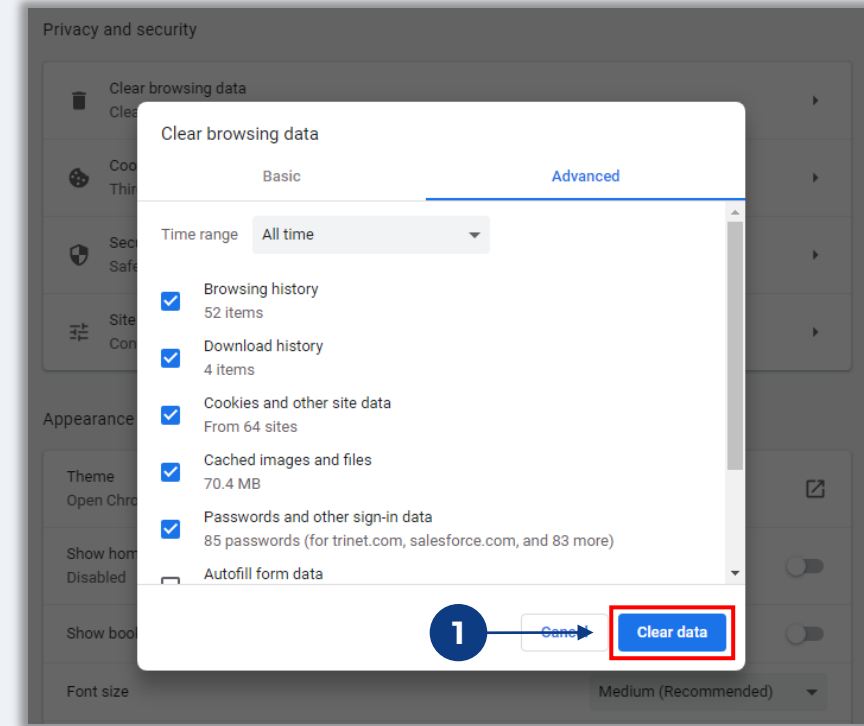 Privacy and security
Clear browsing data
Clea
Clear browsing data
Coo
Thir
Basic
Advanced
Time range
All time
Secu
Safe
Browsing history
52 items
Site
Con
Download history
4 items
Cookies and other site data
From 64 sites
Appearance
Cached images and files
70.4 MB
Theme
Open Chro
Passwords and other sign-in data
85 passwords (for trinet.com, salesforce.com, and 83 more)
Show hom
Disabled
Autofill form data
Show bool
1
Cancel
Clear data
Font size
Medium (Recommended)